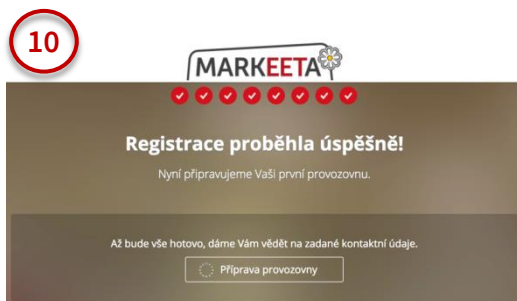 10
MARKEETA
Registrace proběhla úspěšně!
Nyní připravujeme Vaši první provozovnu.
Až bude vše hotovo, dáme Vám vědět na zadané kontaktní údaje.
Příprava provozovny